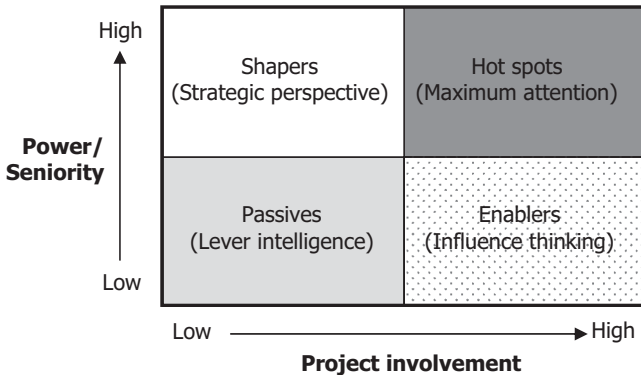 High
Shapers
(Strategic perspective)
Hot spots
(Maximum attention)
Power/
Seniority
Passives
(Lever intelligence)
Enablers
(Influence thinking)
Low
Low
High
Project involvement